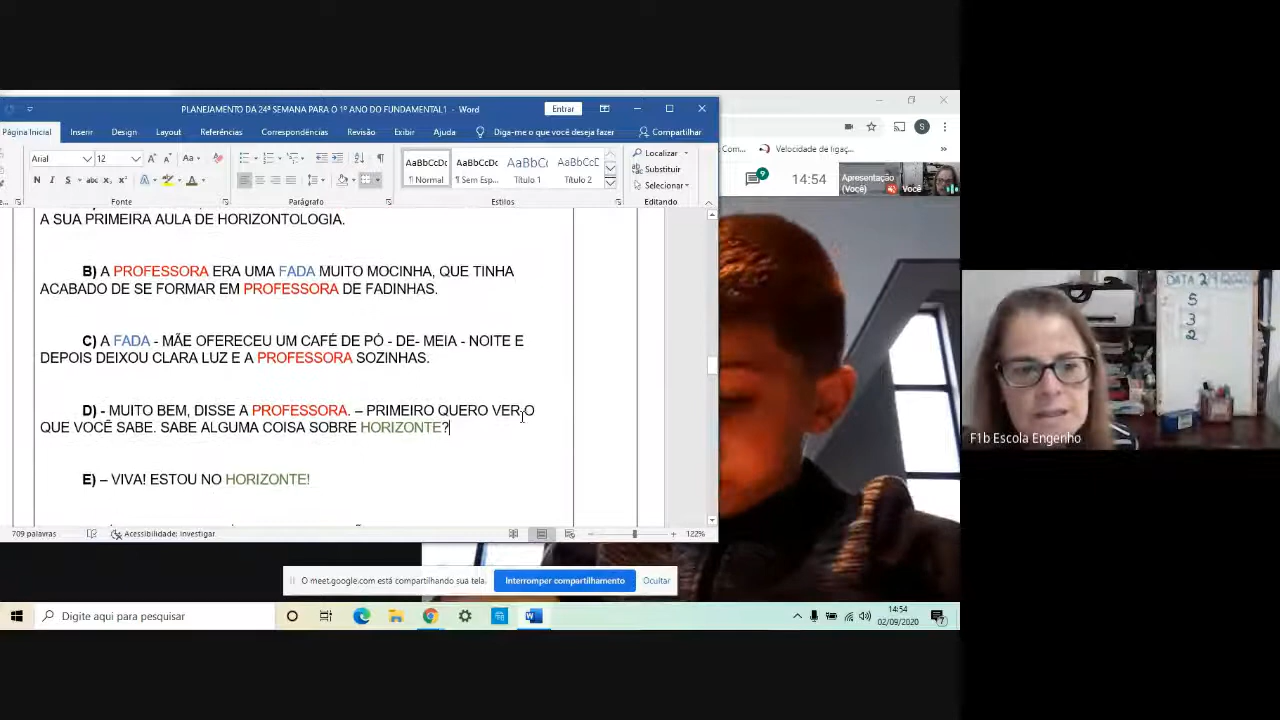 PLANEJAMENTO DA 24ª SEMANA PARA O 1º ANO DO FUNDAMENTAL1 - Word
Entrar
Página Inicial Inserir Design Layout Referências Correspondências Revisão Exibir Ajuda Diga-me o que você deseja fazer Compartilhar
Arial 12
AaBbCcDc AaBbCcDc AaBbC AaBbCcD
¶ Normal ¶ Sem Esp... Título 1 Título 2
Localizar
Substituir
Selecionar
Fonte Parágrafo Estilos Editando
Com... Velocidade de ligaç...
S
9
14:54
Apresentação
(Você)
Você
A SUA PRIMEIRA AULA DE HORIZONTOLOGIA.
B) A PROFESSORA ERA UMA FADA MUITO MOCINHA, QUE TINHA
ACABADO DE SE FORMAR EM PROFESSORA DE FADINHAS.
C) A FADA - MÃE OFERECEU UM CAFÉ DE PÓ - DE- MEIA - NOITE E
DEPOIS DEIXOU CLARA LUZ E A PROFESSORA SOZINHAS.
D) - MUITO BEM, DISSE A PROFESSORA. – PRIMEIRO QUERO VER O
QUE VOCÊ SABE. SABE ALGUMA COISA SOBRE HORIZONTE?
E) – VIVA! ESTOU NO HORIZONTE!
709 palavras Acessibilidade: investigar 122%
O meet.google.com está compartilhando sua tela.
Interromper compartilhamento
Ocultar
Digite aqui para pesquisar
14:54
02/09/2020
7
DATA
5
3
2
F1b Escola Engenho